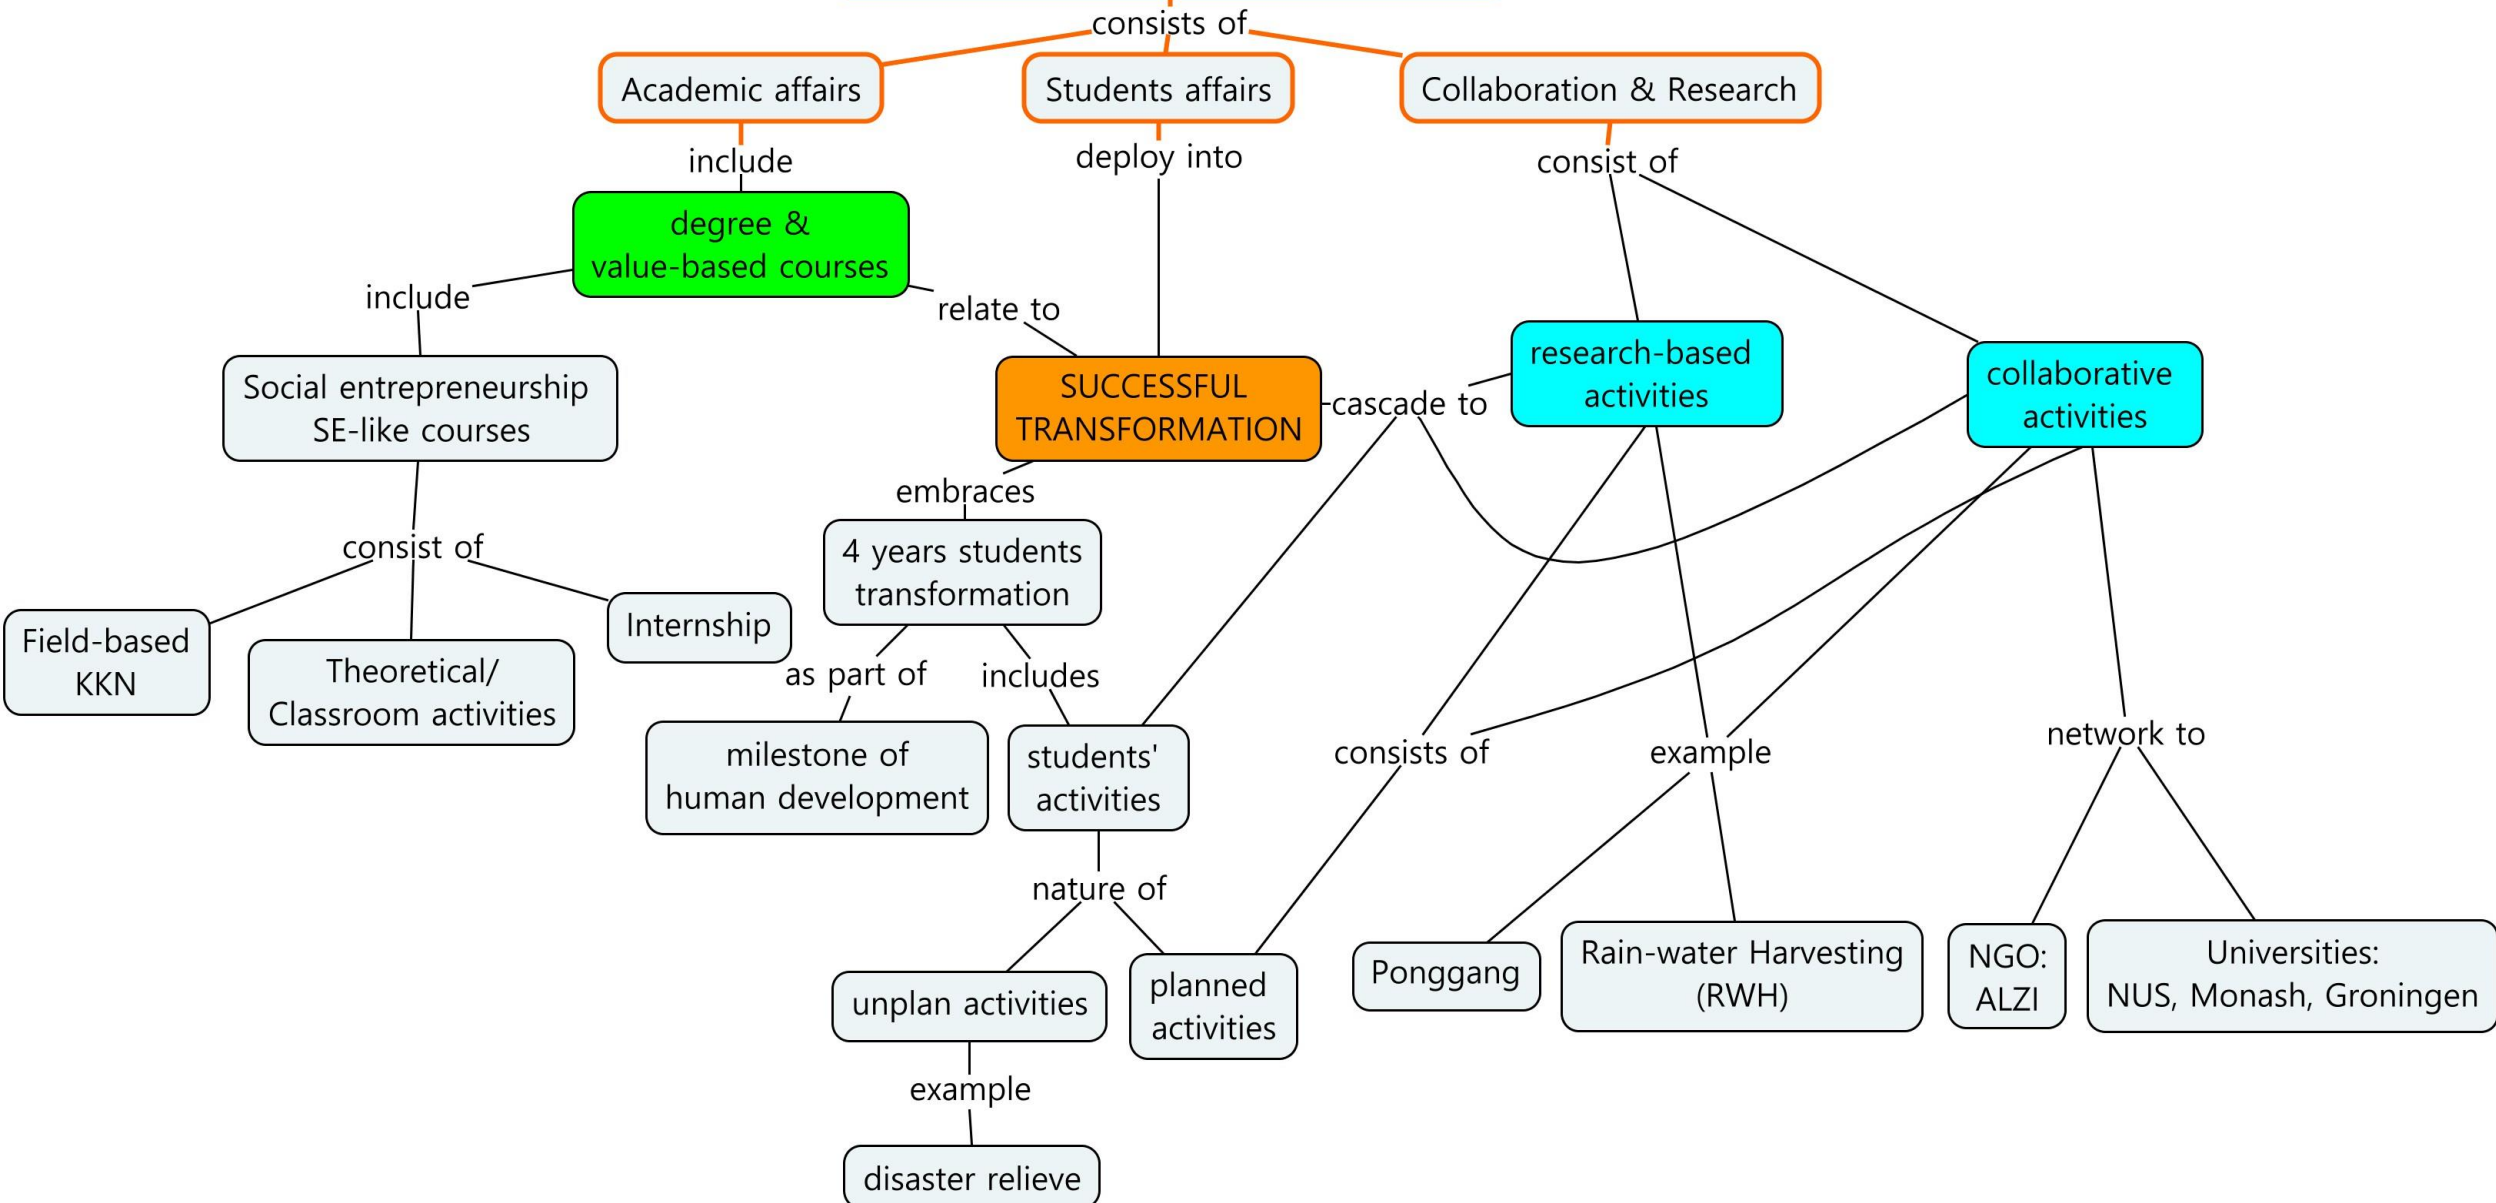 consists of
Academic affairs
Students affairs
Collaboration & Research
include
deploy into
consist of
degree &
value-based courses
include
relate to
Social entrepreneurship
SE-like courses
SUCCESSFUL
TRANSFORMATION
cascade to
research-based
activities
collaborative
activities
embraces
4 years students
transformation
consist of
Field-based
KKN
Theoretical/
Classroom activities
Internship
as part of
includes
milestone of
human development
students'
activities
consists of
example
network to
nature of
unplan activities
planned
activities
Ponggang
Rain-water Harvesting
(RWH)
NGO:
ALZI
Universities:
NUS, Monash, Groningen
example
disaster relieve